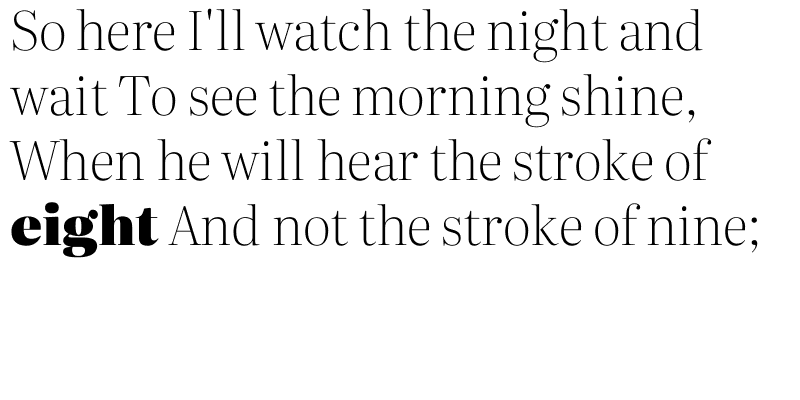 So here I'll watch the night and
wait To see the morning shine,
When he will hear the stroke of
eight And not the stroke of nine;